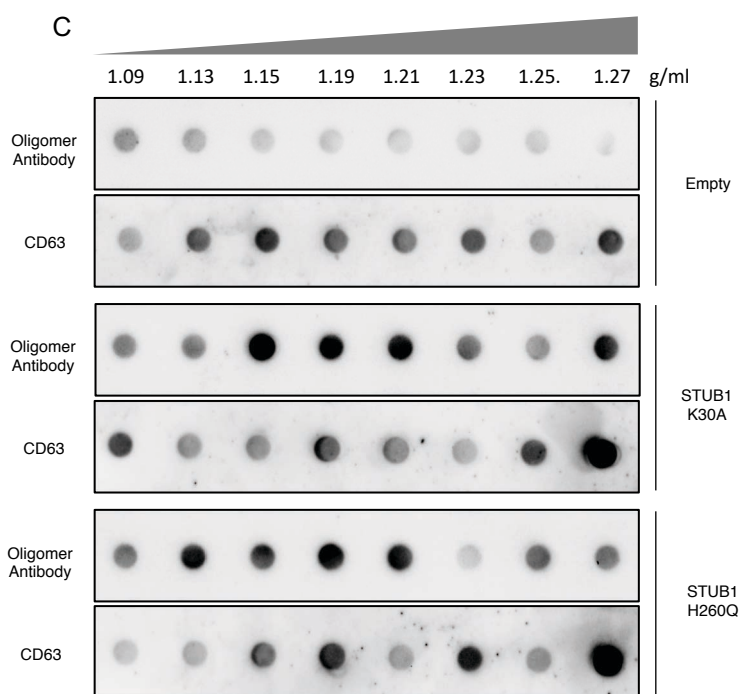 C
1.09 1.13 1.15 1.19 1.21 1.23 1.25. 1.27 g/ml
Oligomer
Antibody
Empty
CD63
Oligomer
Antibody
STUB1
K30A
CD63
Oligomer
Antibody
STUB1
H260Q
CD63